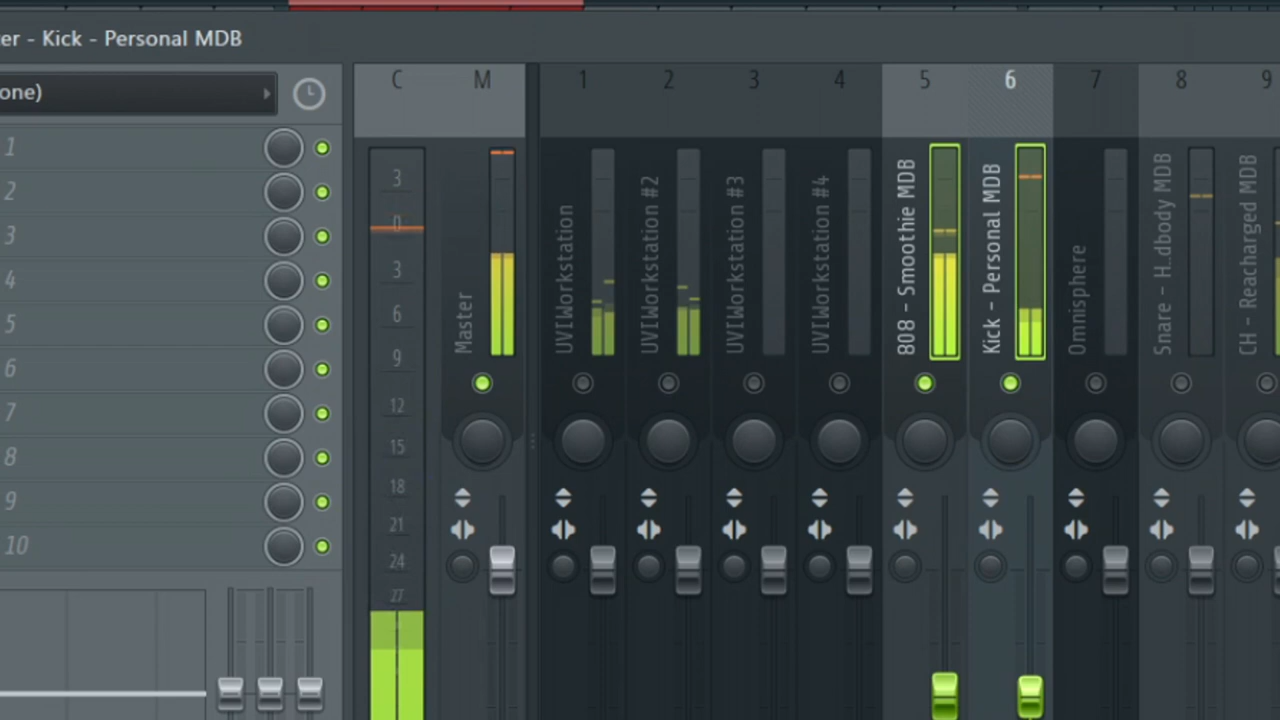 er - Kick - Personal MDB
one)
C M 1 2 3 4 5 6 7 8 9
1
2
3
4
5
6
7
8
9
10
3
0
3
6
9
12
15
18
21
24
27
Master
UVIWorkstation
UVIWorkstation #2
UVIWorkstation #3
UVIWorkstation #4
808 - Smoothie MDB
Kick - Personal MDB
Omnisphere
Snare - H..dbody MDB
CH - Reacharged MDB